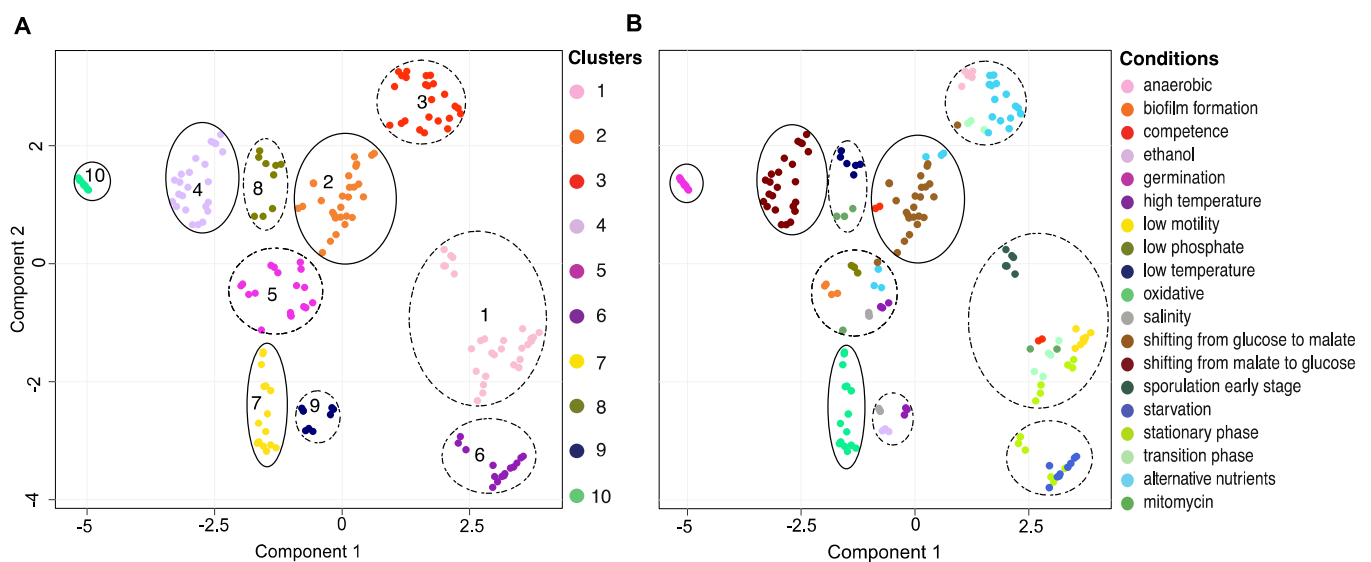 A
Clusters
1
2
3
4
5
6
7
8
9
10
10
4
8
2
3
5
1
7
9
6
2
0
-2
-4
-5
-2.5
0
2.5
Component 1
Component 2
B
Conditions
anaerobic
biofilm formation
competence
ethanol
germination
high temperature
low motility
low phosphate
low temperature
oxidative
salinity
shifting from glucose to malate
shifting from malate to glucose
sporulation early stage
starvation
stationary phase
transition phase
alternative nutrients
mitomycin
-5
-2.5
0
2.5
Component 1